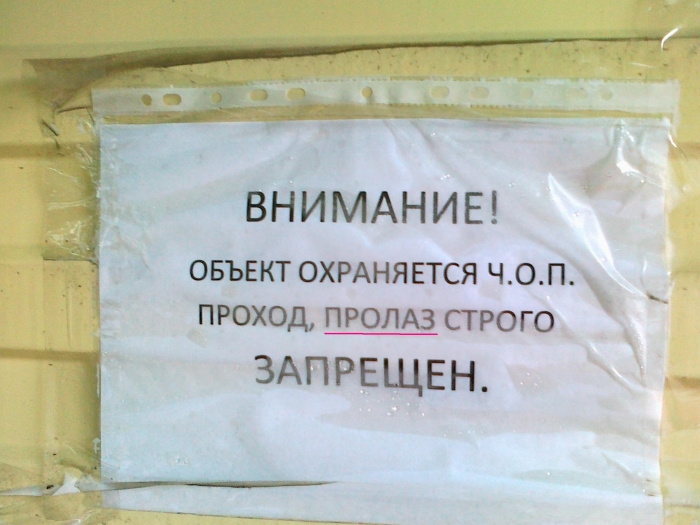 ВНИМАНИЕ!
ОБЪЕКТ ОХРАНЯЕТСЯ Ч.О.П.
ПРОХОД, ПРОЛАЗ СТРОГО
ЗАПРЕЩЕН.